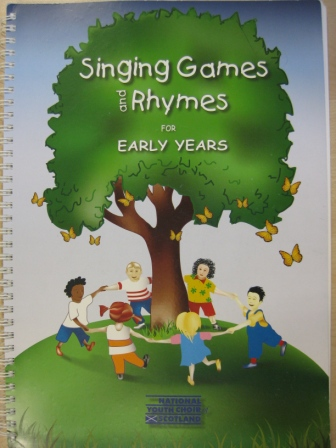 Singing Games
and Rhymes
FOR
EARLY YEARS
NATIONAL
YOUTH CHOIR
SCOTLAND